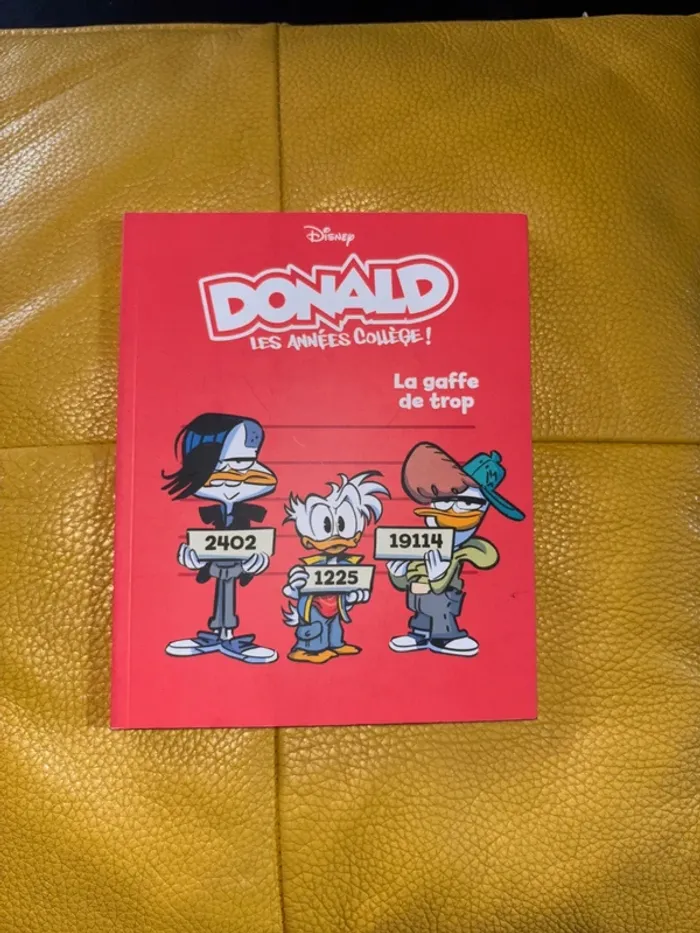 Disney
DONALD
LES ANNÉES COLLÈGE !
La gaffe
de trop
2402
1225
19114